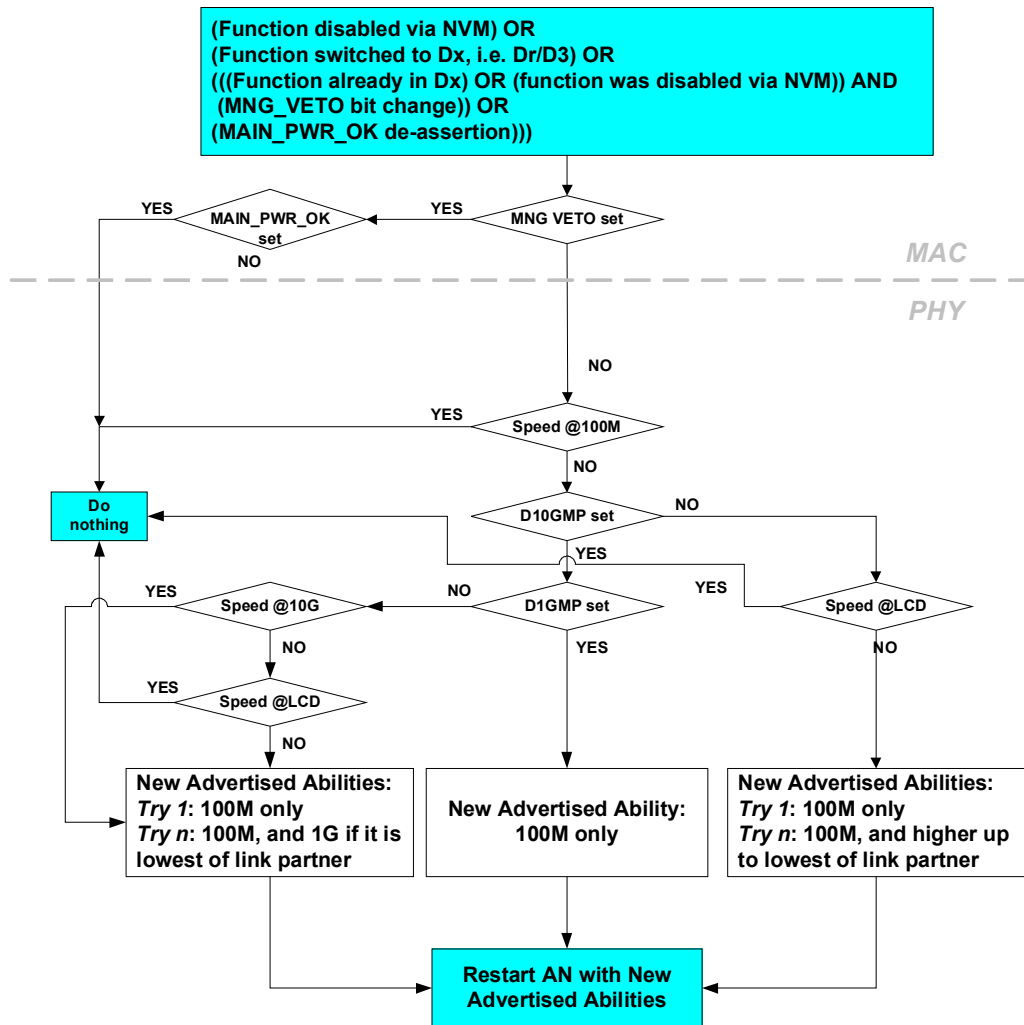 (Function disabled via NVM) OR
(Function switched to Dx, i.e. Dr/D3) OR
(((Function already in Dx) OR (function was disabled via NVM)) AND
(MNG_VETO bit change)) OR
(MAIN_PWR_OK de-assertion)))
YES
MAIN_PWR_OK
set
NO
YES
MNG VETO set
MAC
PHY
NO
YES
Speed @100M
NO
Do
nothing
D10GMP set
NO
YES
YES
Speed @10G
NO
D1GMP set
YES
YES
Speed @LCD
NO
NO
YES
Speed @LCD
NO
New Advertised Abilities:
Try 1: 100M only
Try n: 100M, and 1G if it is
lowest of link partner
New Advertised Ability:
100M only
New Advertised Abilities:
Try 1: 100M only
Try n: 100M, and higher up
to lowest of link partner
Restart AN with New
Advertised Abilities